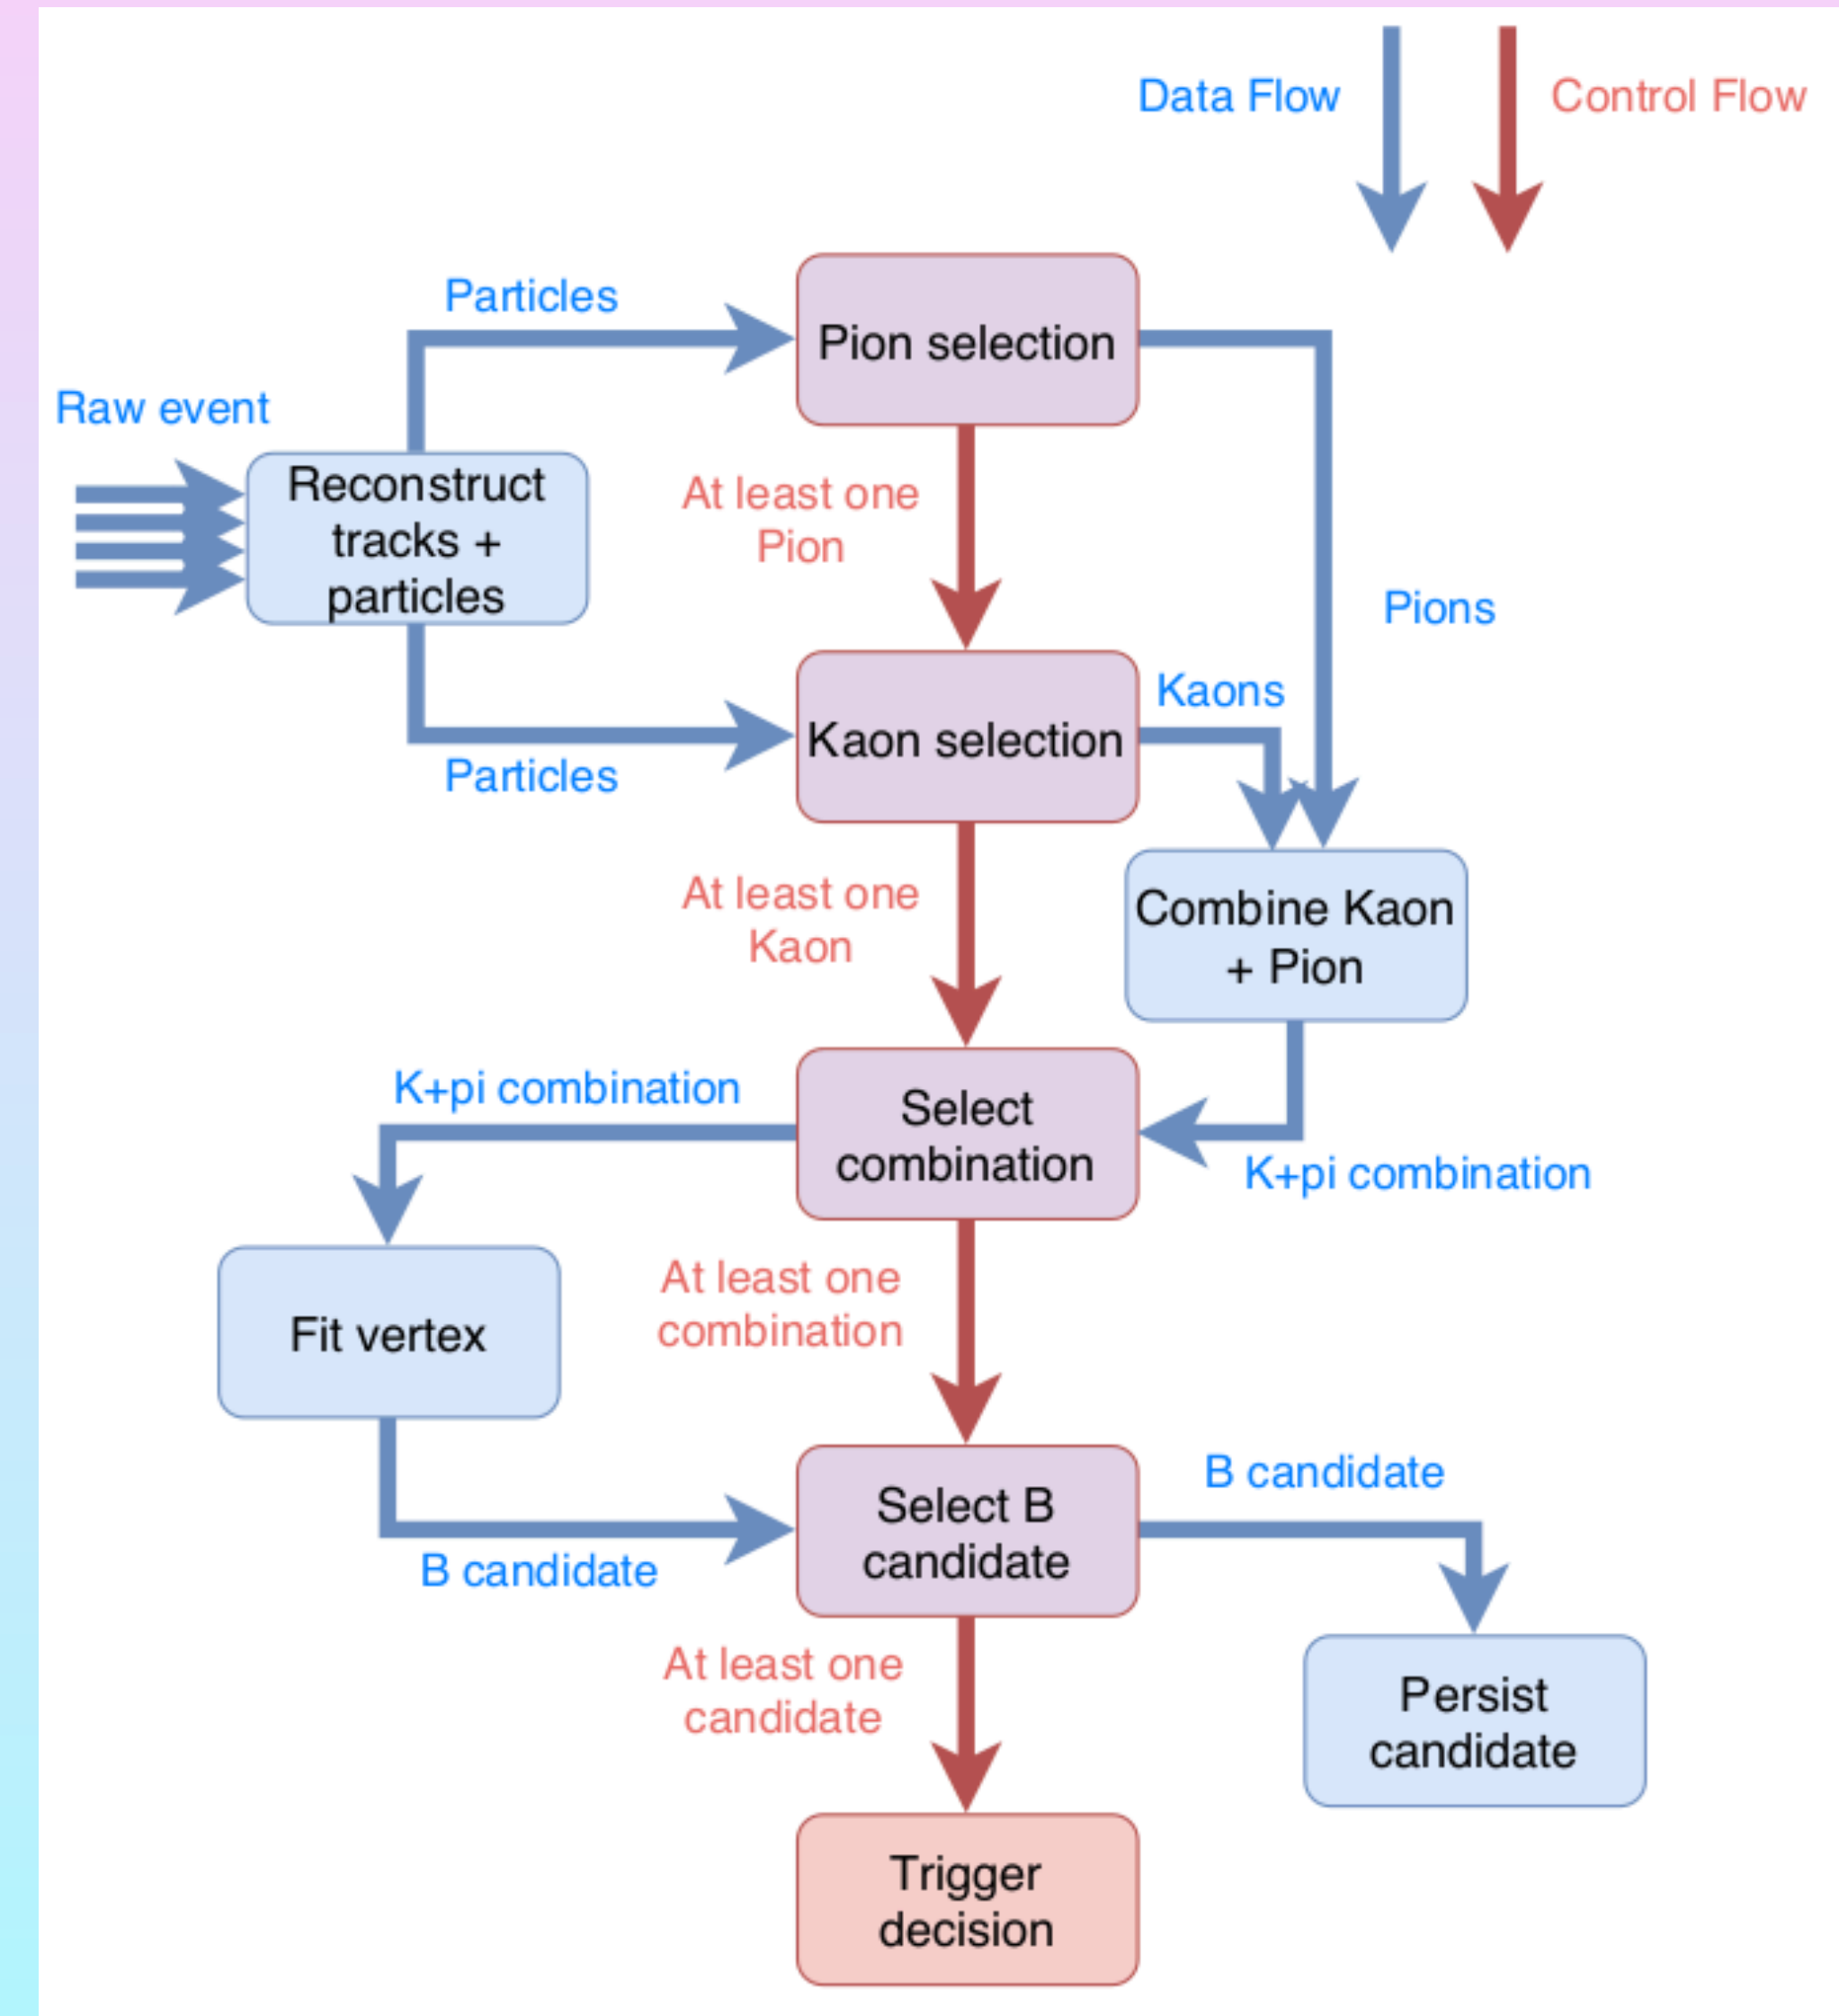 Data Flow
Control Flow
Particles
Pion selection
Raw event
Reconstruct
tracks +
particles
At least one
Pion
Pions
Kaons
Kaon selection
Particles
At least one
Kaon
Combine Kaon
+ Pion
K+pi combination
Select
combination
K+pi combination
Fit vertex
At least one
combination
B candidate
Select B
candidate
B candidate
At least one
candidate
Persist
candidate
Trigger
decision